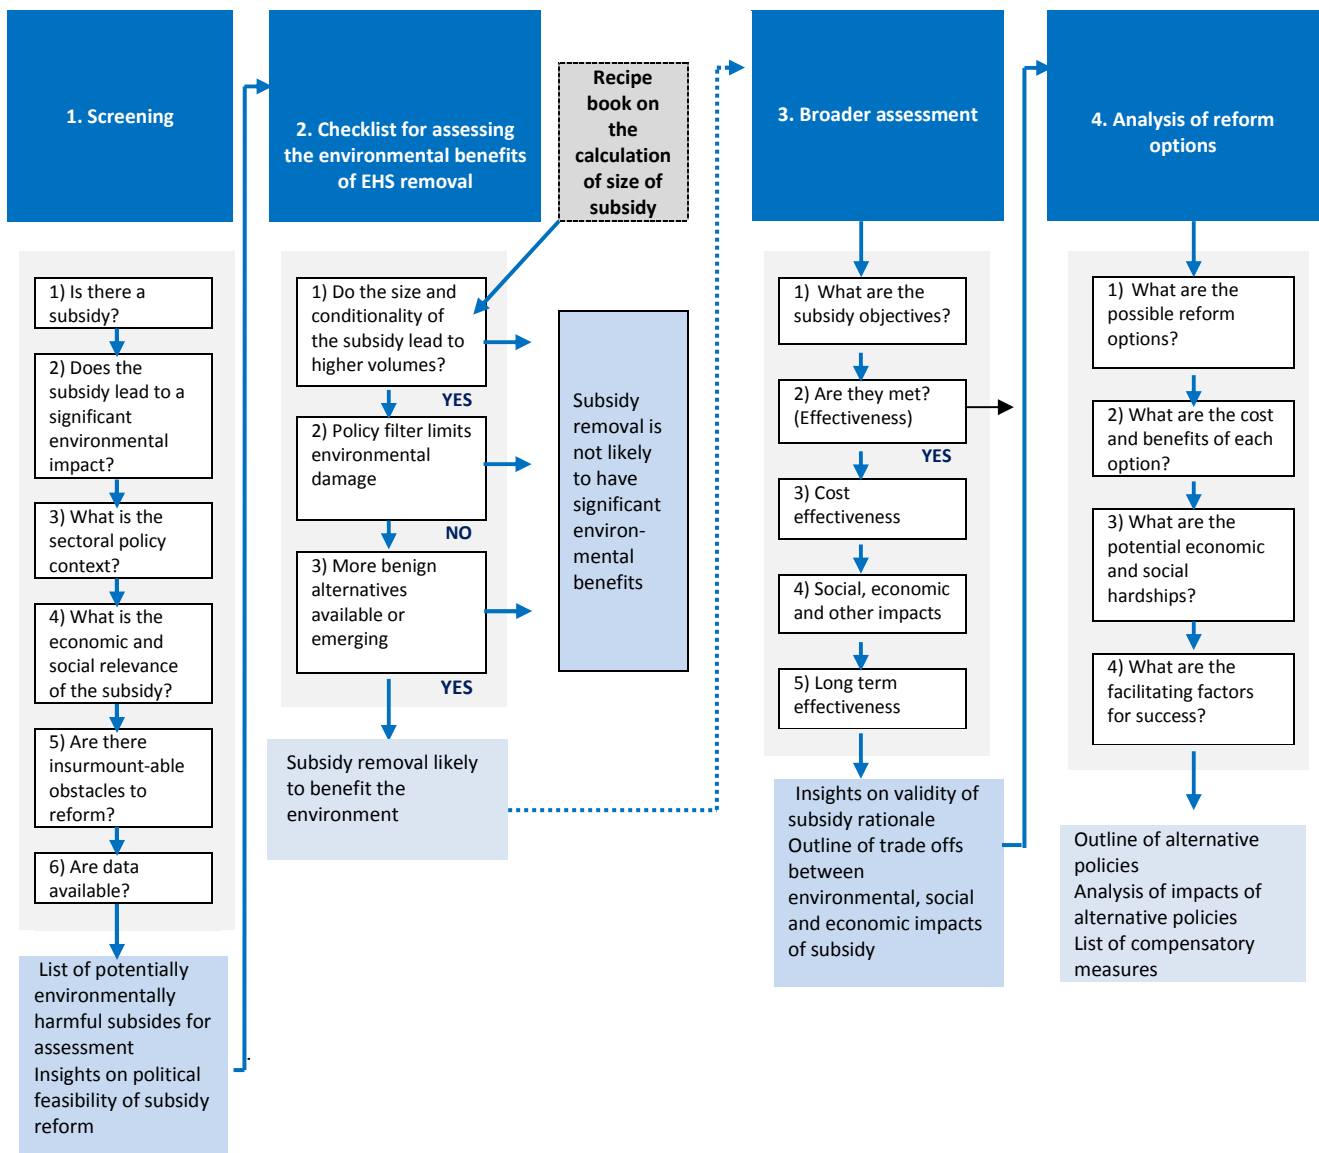 1. Screening
1) Is there a
subsidy?
2) Does the
subsidy lead to a
significant
environmental
impact?
3) What is the
sectoral policy
context?
4) What is the
economic and
social relevance
of the subsidy?
5) Are there
insurmount-able
obstacles to
reform?
6) Are data
available?
List of potentially
environmentally
harmful subsides for
assessment
Insights on political
feasibility of subsidy
reform
.
2. Checklist for assessing
the environmental benefits
of EHS removal
Recipe
book on
the
calculation
of size of
subsidy
1) Do the size and
conditionality of
the subsidy lead to
higher volumes?
YES
2) Policy filter limits
environmental
damage
NO
3) More benign
alternatives
available or
emerging
YES
Subsidy
removal is
not likely
to have
significant
environ-
mental
benefits
Subsidy removal likely
to benefit the
environment
3. Broader assessment
1) What are the
subsidy objectives?
2) Are they met?
(Effectiveness)
YES
3) Cost
effectiveness
4) Social, economic
and other impacts
5) Long term
effectiveness
Insights on validity of
subsidy rationale
Outline of trade offs
between
environmental, social
and economic impacts
of subsidy
4. Analysis of reform
options
1) What are the
possible reform
options?
2) What are the cost
and benefits of each
option?
3) What are the
potential economic
and social
hardships?
4) What are the
facilitating factors
for success?
Outline of alternative
policies
Analysis of impacts of
alternative policies
List of compensatory
measures